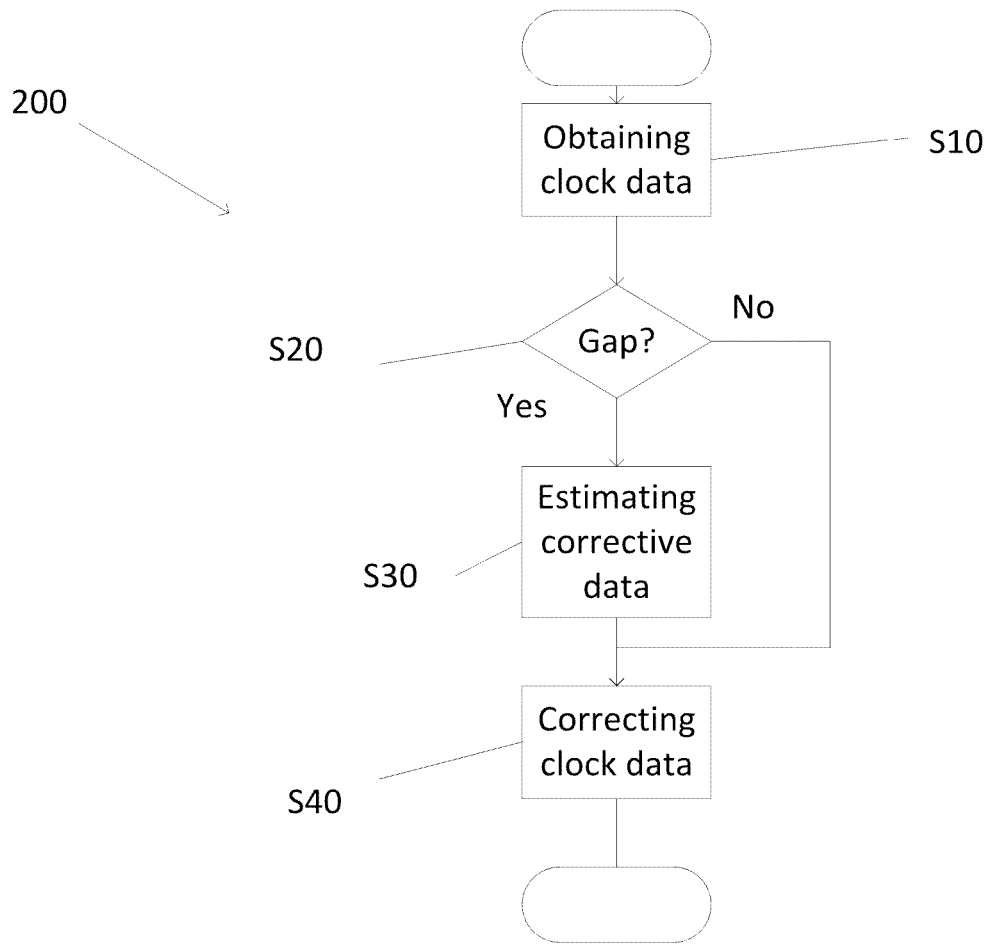 200
Obtaining
clock data
S10
No
Gap?
S20
Yes
Estimating
corrective
data
S30
Correcting
clock data
S40